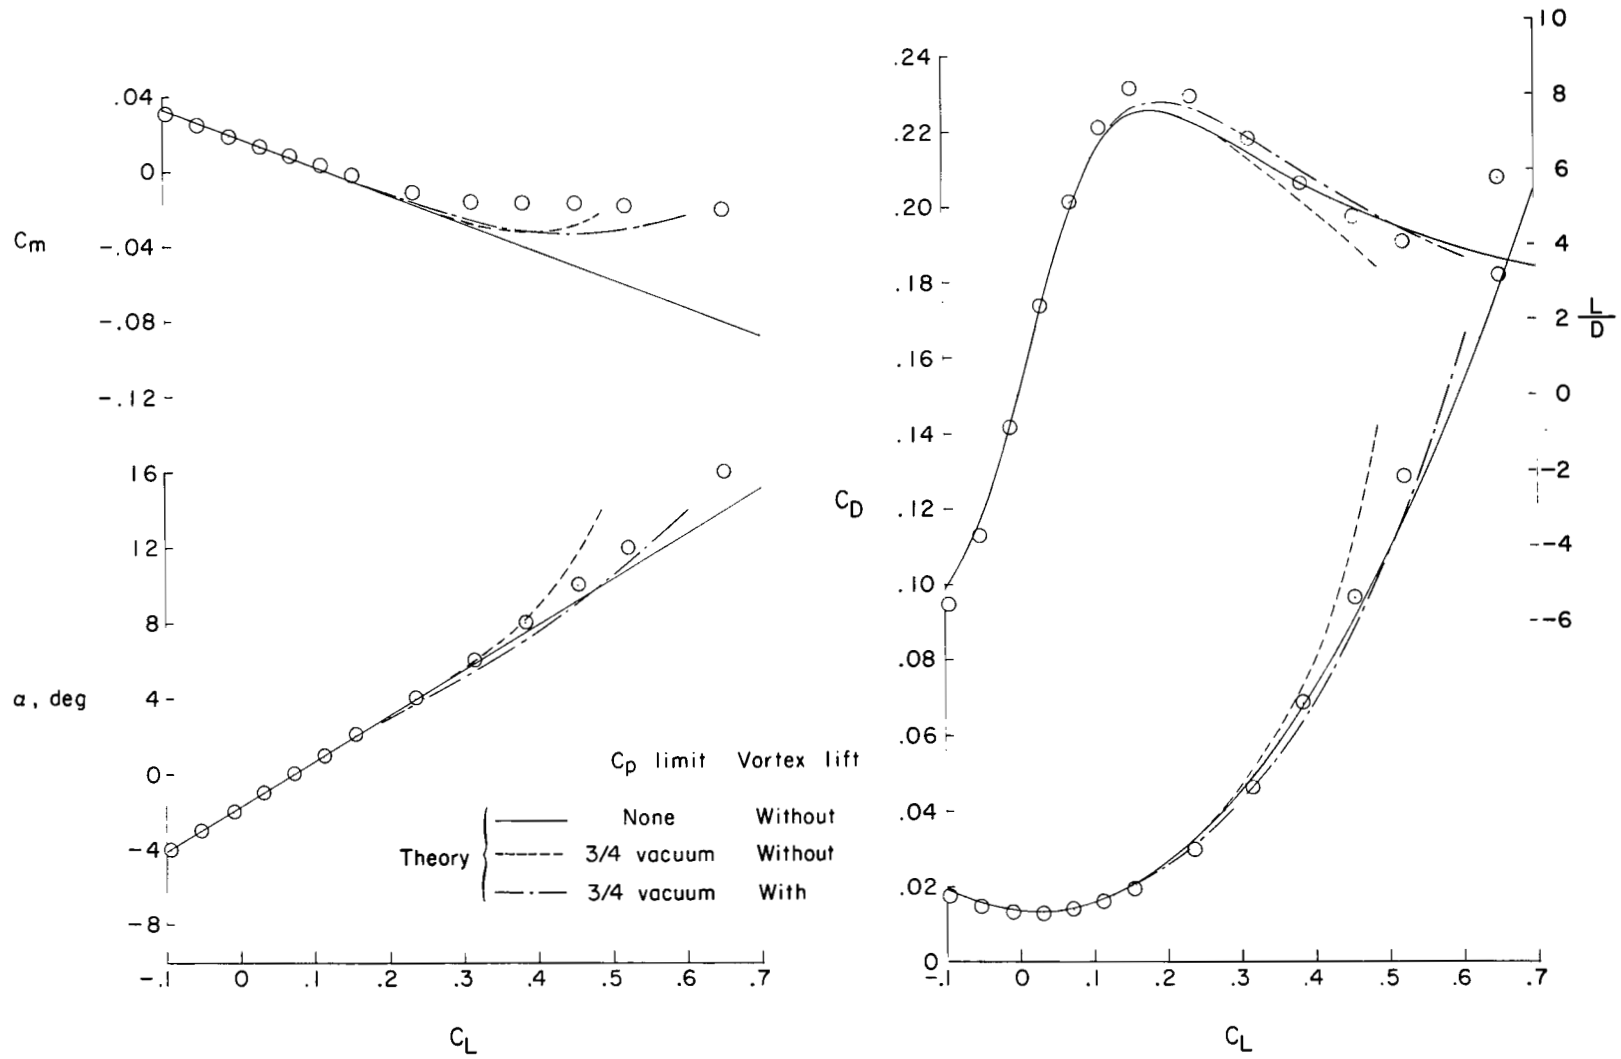 .04
0
-.04
-.08
-.12
Cm
16
12
8
4
0
-4
-8
α, deg
-.1 0 .1 .2 .3 .4 .5 .6 .7
CL
Cp limit Vortex lift
Theory
None Without
3/4 vacuum Without
3/4 vacuum With
.24
.22
.20
.18
.16
.14
.12
.10
.08
.06
.04
.02
0
CD
10
8
6
4
2
0
-2
-4
-6
L
D
-.1 0 .1 .2 .3 .4 .5 .6 .7
CL